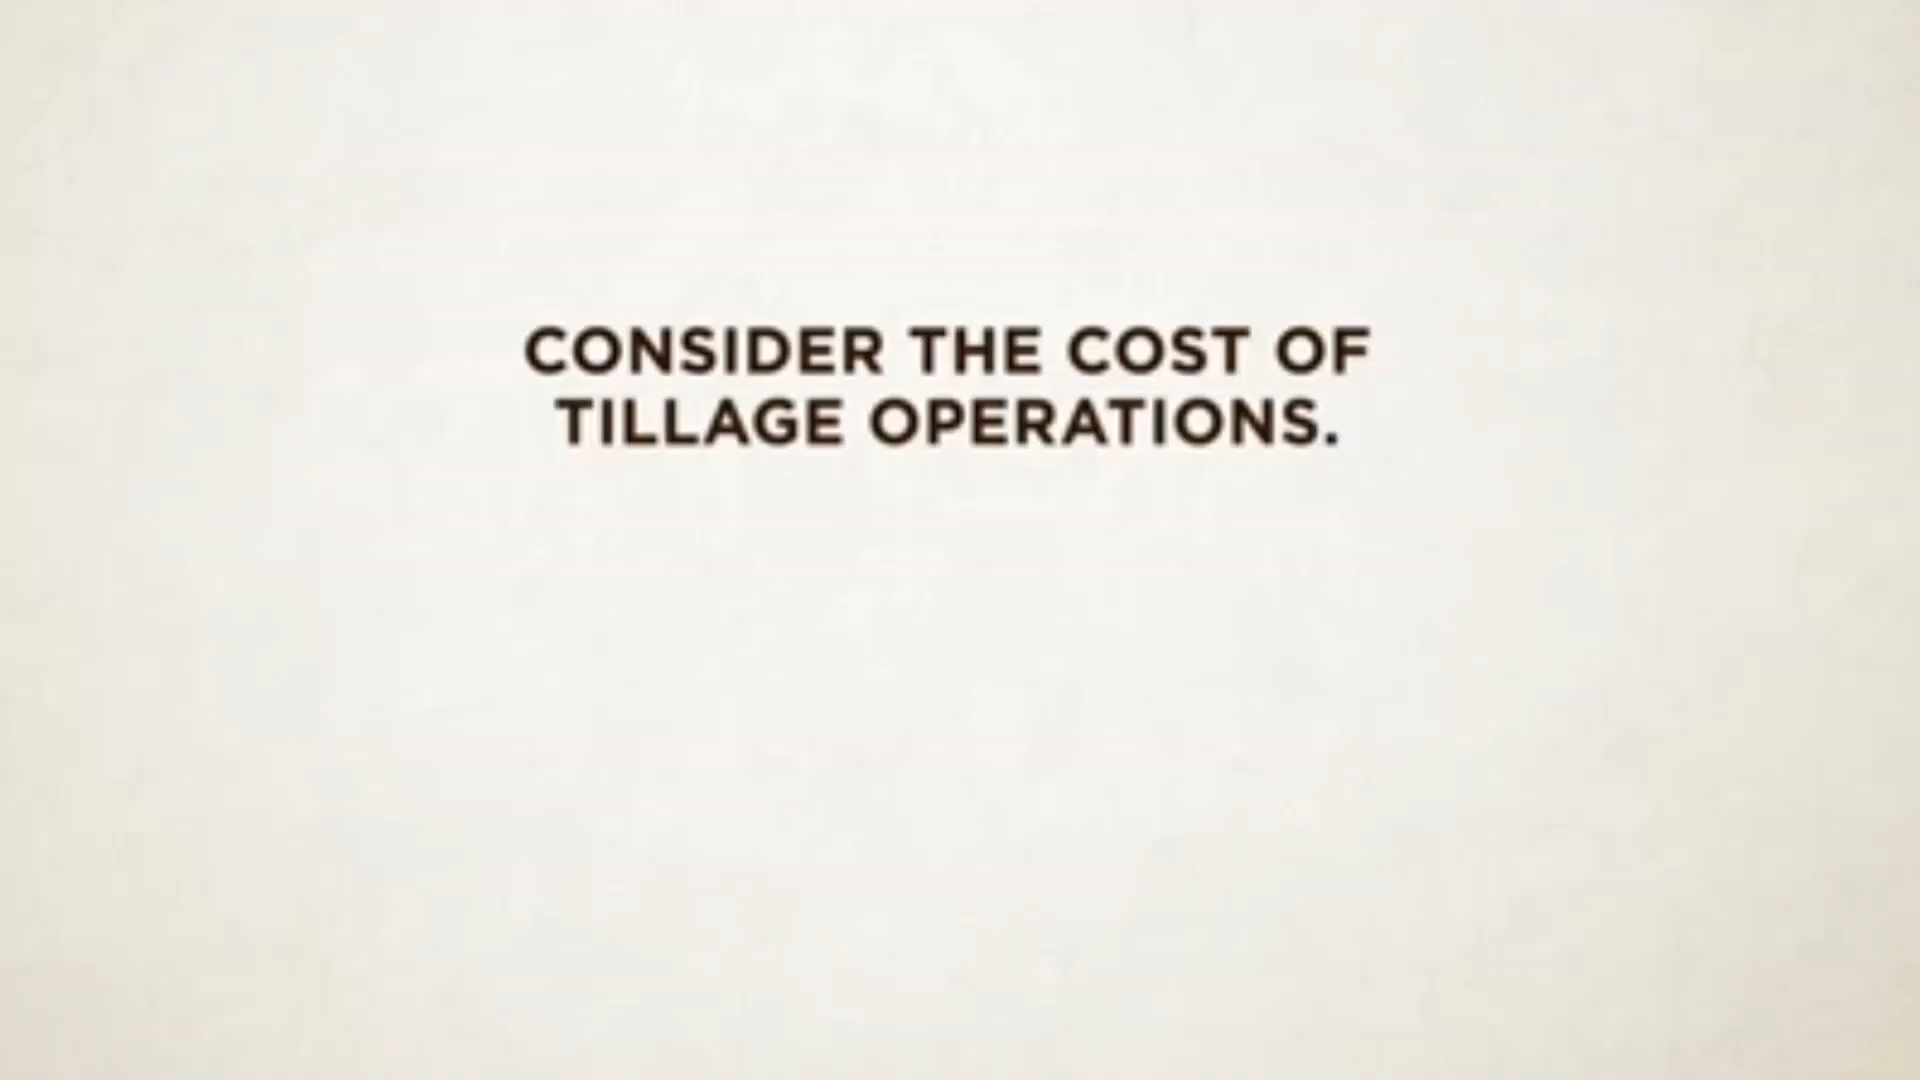 CONSIDER THE COST OF
TILLAGE OPERATIONS.